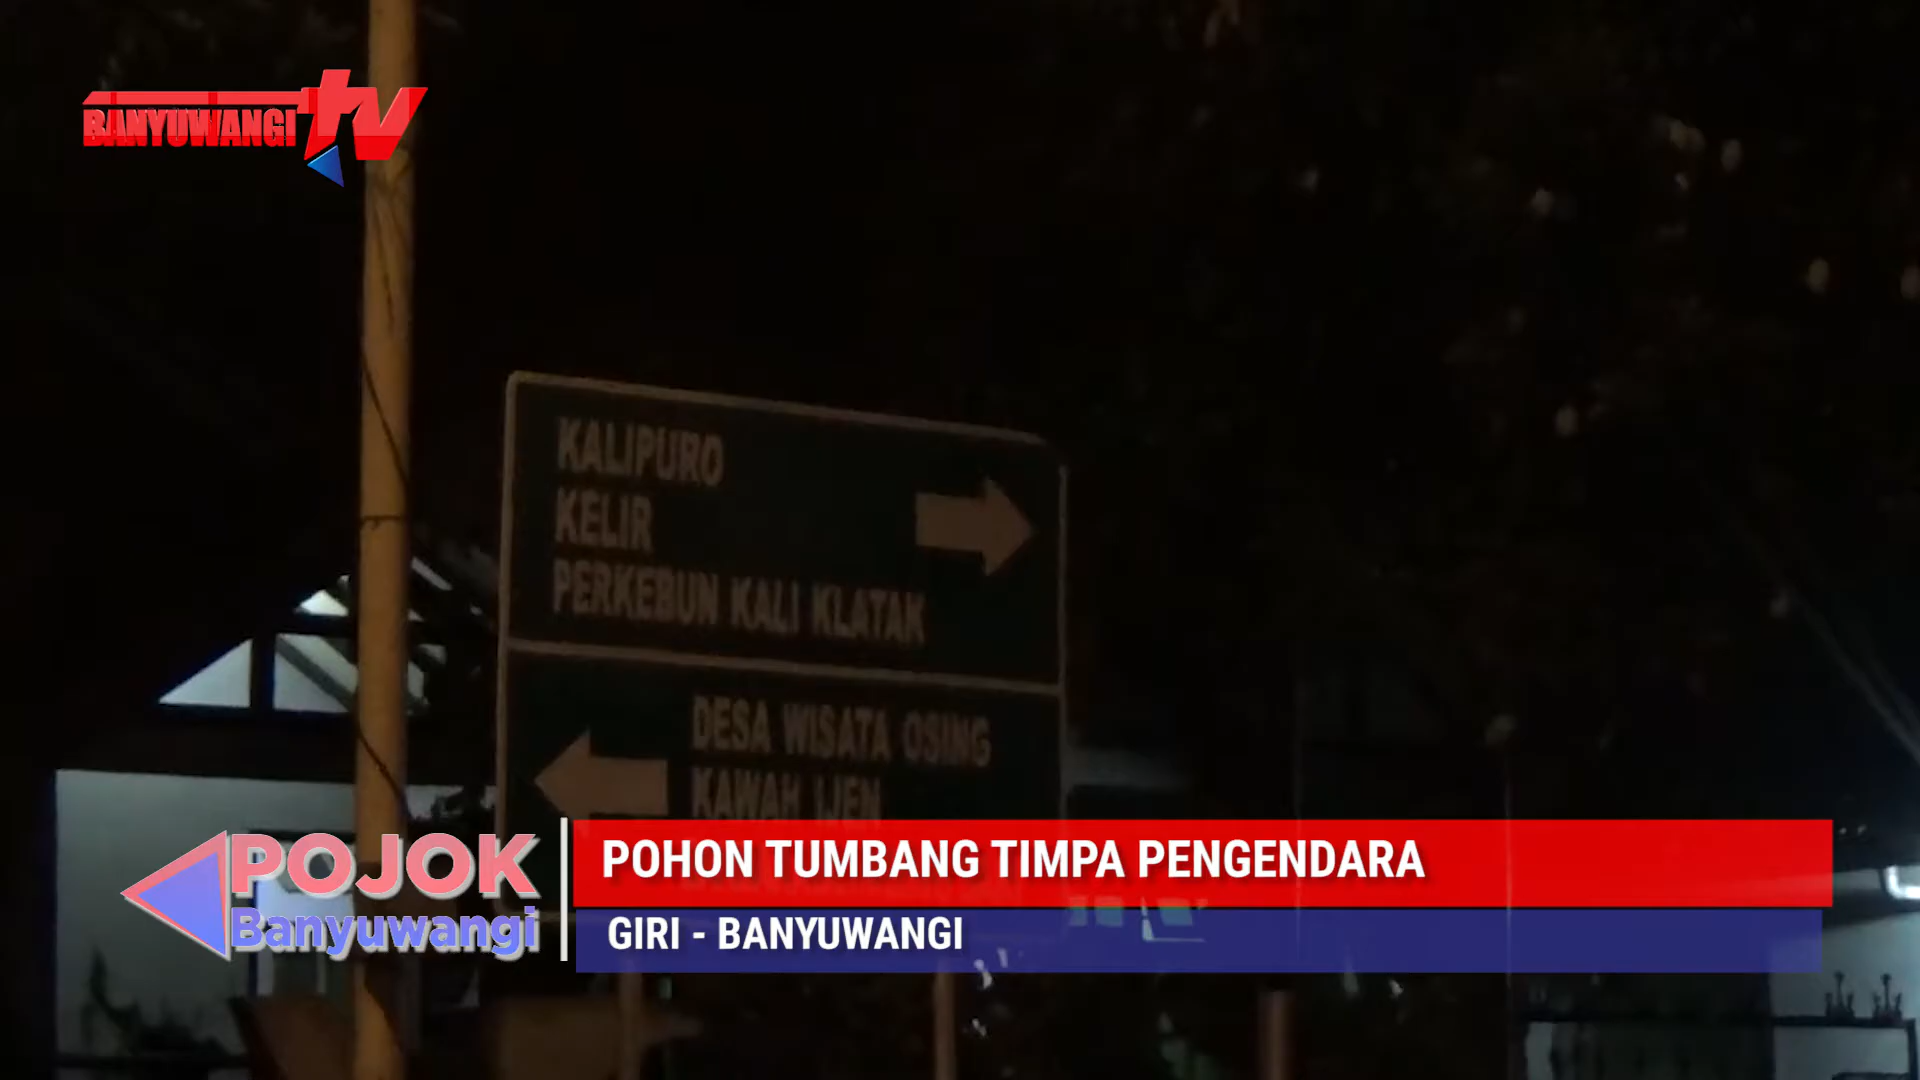 BANYUWANGI tv
KALIPURO
KELIR
PERKEBUN KALI KLATAK
DESA WISATA OSING
KAWAH IJEN
POJOK
Banyuwangi
POHON TUMBANG TIMPA PENGENDARA
GIRI - BANYUWANGI